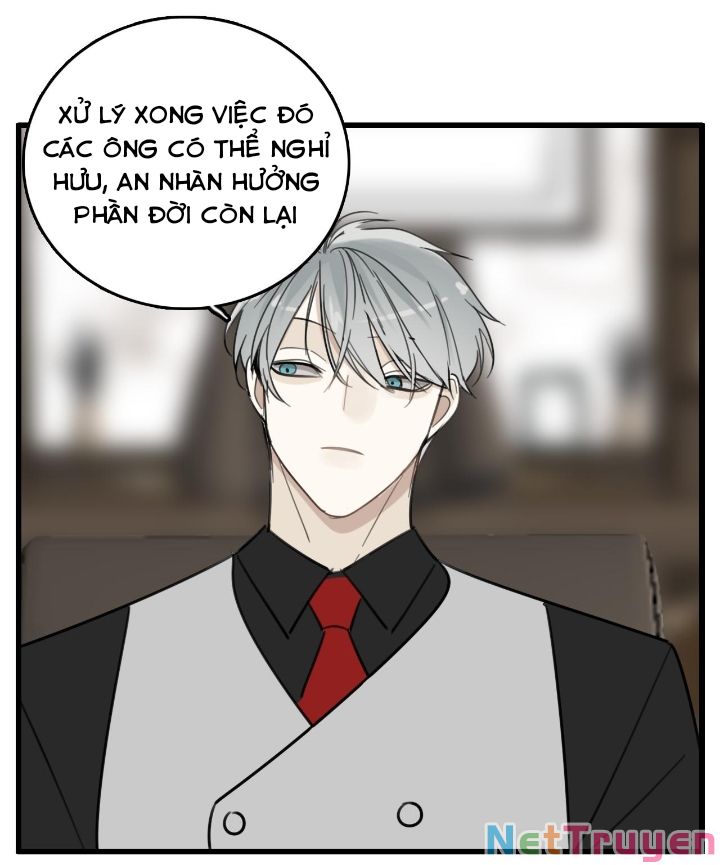 XỬ LÝ XONG VIỆC ĐÓ
CÁC ÔNG CÓ THỂ NGHỈ
HƯU, AN NHÀN HƯỞNG
PHẦN ĐỜI CÒN LẠI
NETTRUYEN